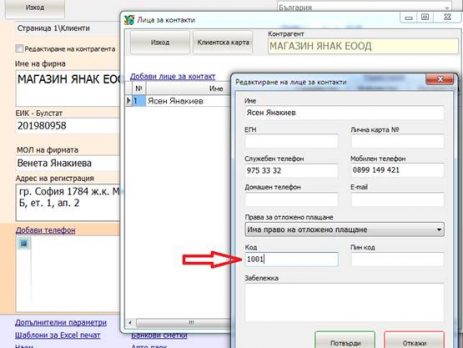 Изход
България
Страница 1\Клиенти
Редактиране на контрагента
Име на фирма
МАГАЗИН ЯНАК ЕООД
ЕИК - Булстат
201980958
МОЛ на фирмата
Венета Янакиева
Адрес на регистрация
гр. София 1784 ж.к. М
Б, ет. 1, ап. 2
Добави телефон
Допълнителни параметри
Шаблони за Excel печат
Банкови сметки
Лица за контакти
Изход
Клиентска карта
Контрагент
МАГАЗИН ЯНАК ЕООД
Добави лице за контакт
№
Име
1
Ясен Янакиев
Редактиране на лице за контакти
Име
Ясен Янакиев
ЕГН
Лична карта №
Служебен телефон
Мобилен телефон
975 33 32
0899 149 421
Домашен телефон
E-mail
Права за отложено плащане
Има право на отложено плащане
Код
Пин код
1001
Забележка
Потвърди
Откажи